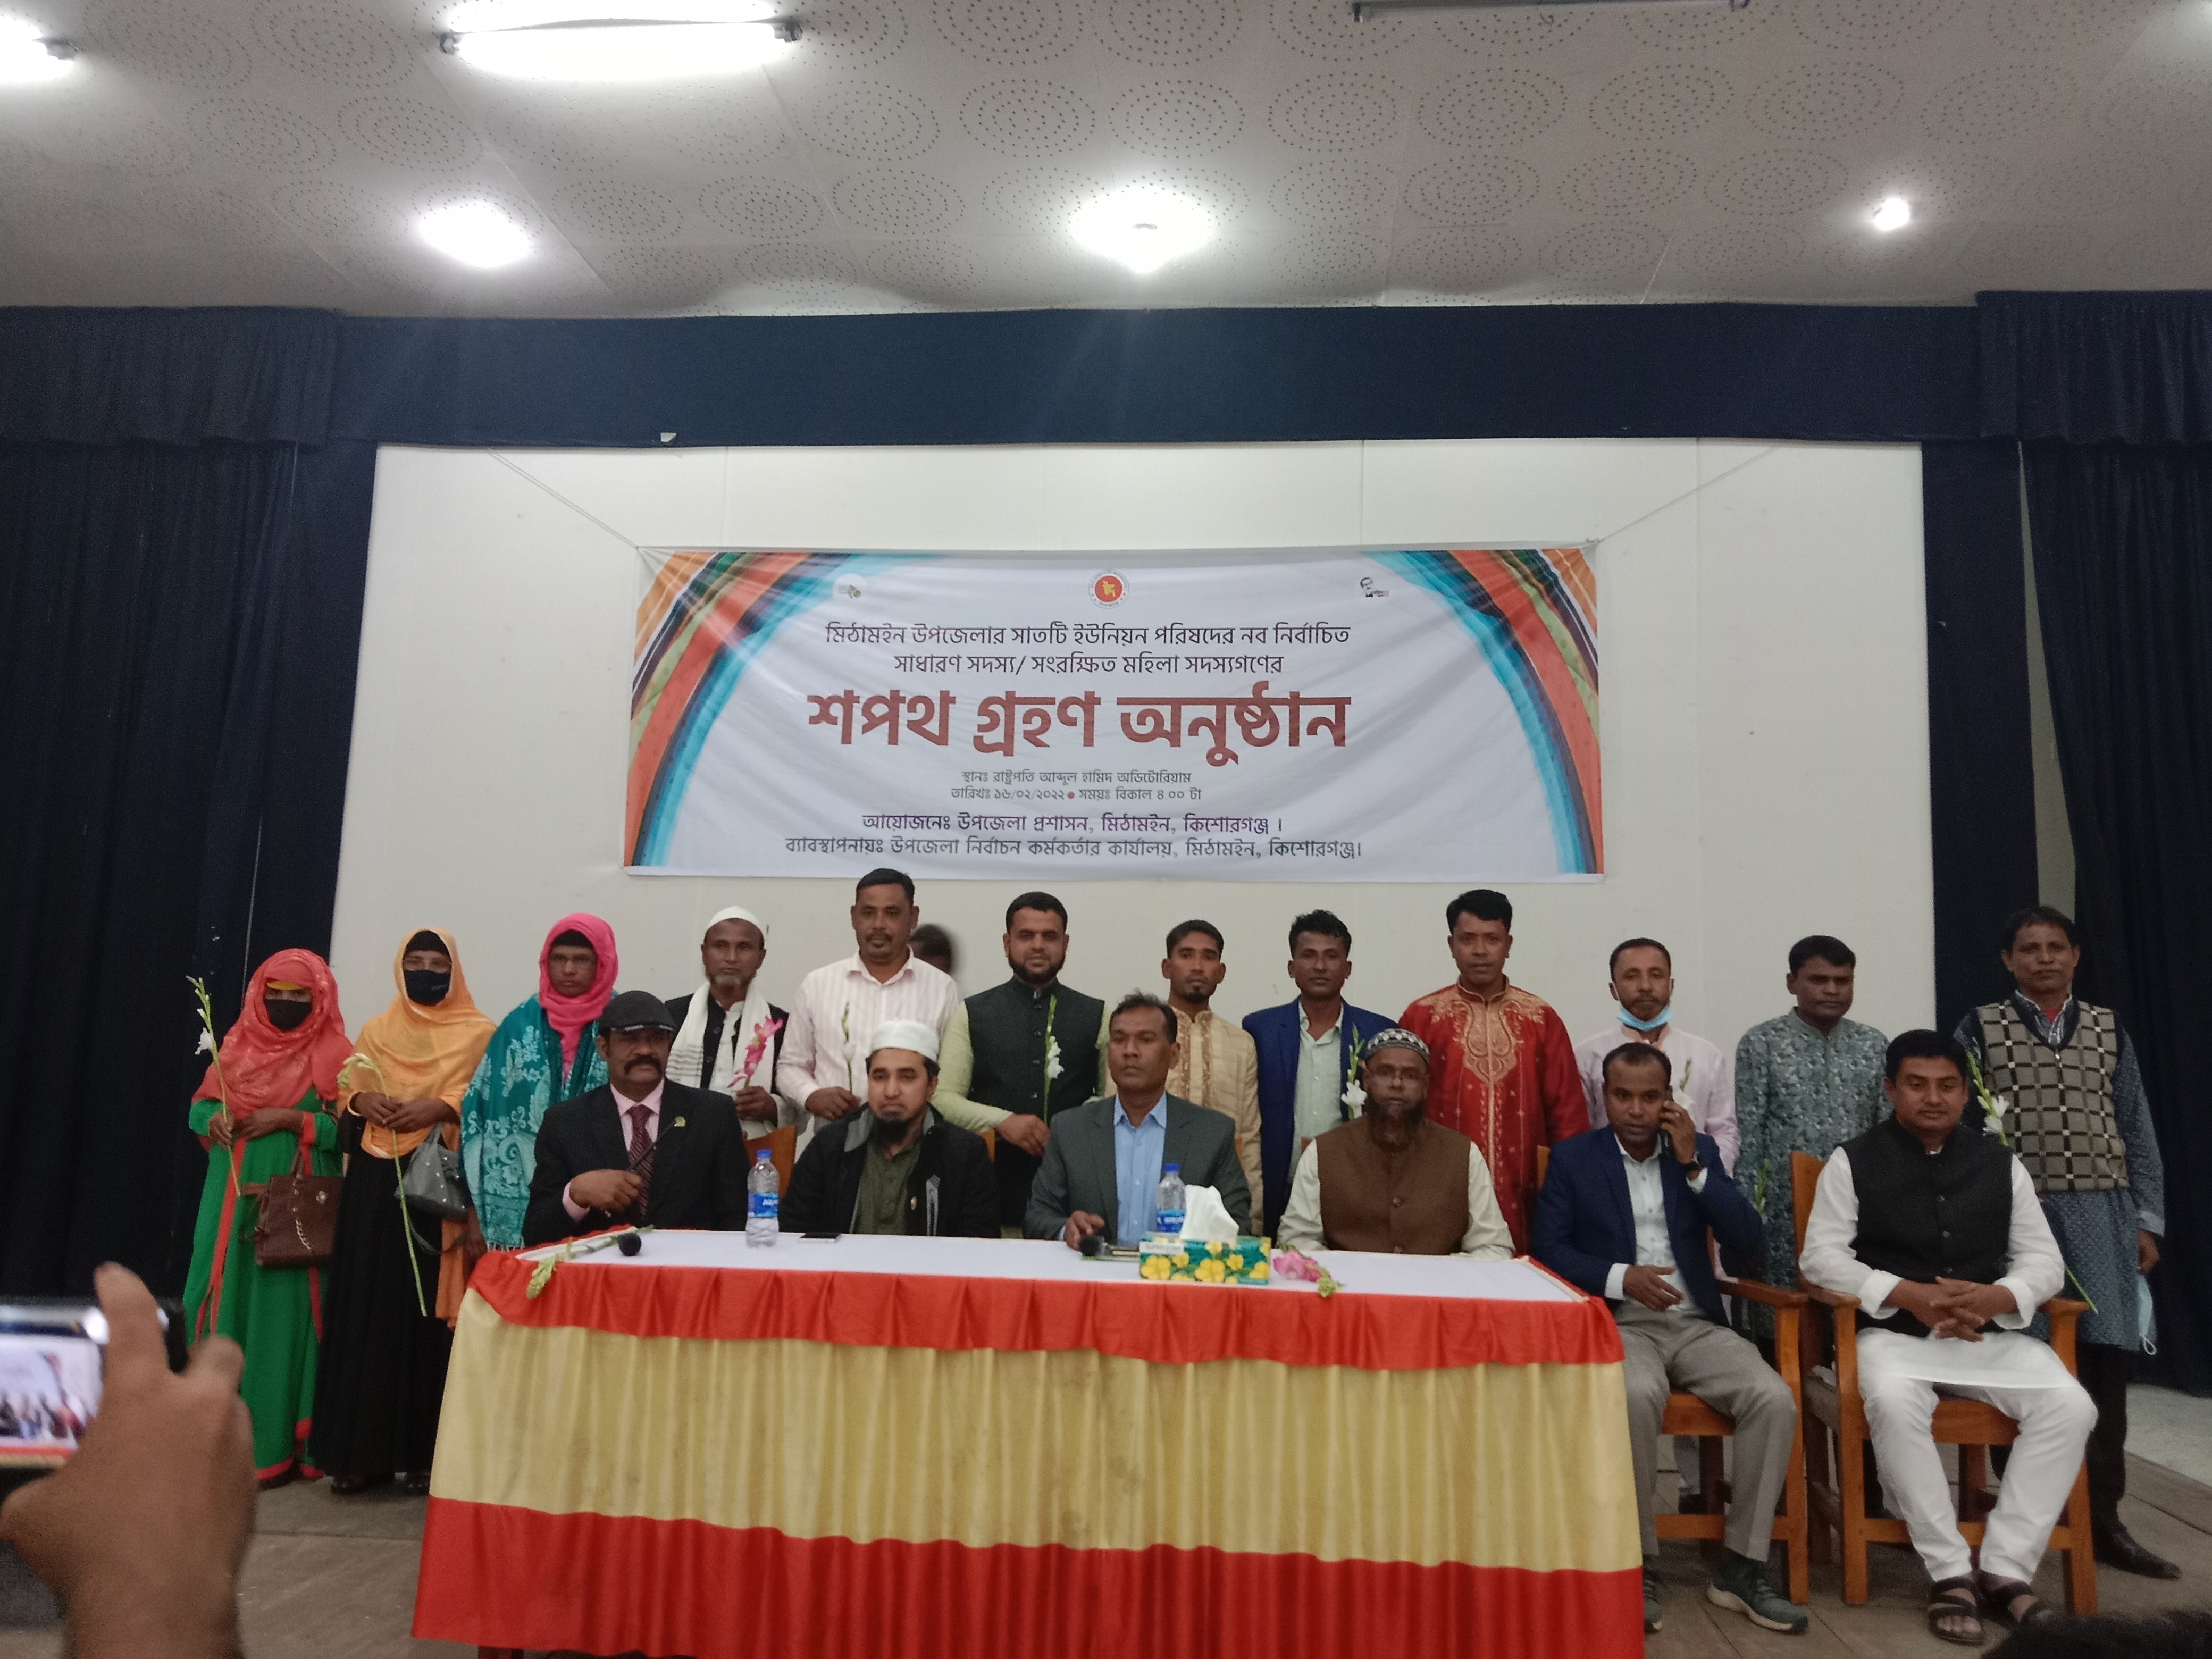 মিঠামইন উপজেলার সাতটি ইউনিয়ন পরিষদের নব নির্বাচিত
সাধারণ সদস্য/ সংরক্ষিত মহিলা সদস্যগণের
শপথ গ্রহণ অনুষ্ঠান
স্থানঃ রাষ্ট্রপতি আব্দুল হামিদ অডিটোরিয়াম
তারিখঃ ১৬/০২/২০২২ ● সময়ঃ বিকাল ৪.০০ টা
আয়োজনেঃ উপজেলা প্রশাসন, মিঠামইন, কিশোরগঞ্জ ।
ব্যাবস্থাপনায়ঃ উপজেলা নির্বাচন কর্মকর্তার কার্যালয়, মিঠামইন, কিশোরগঞ্জ।